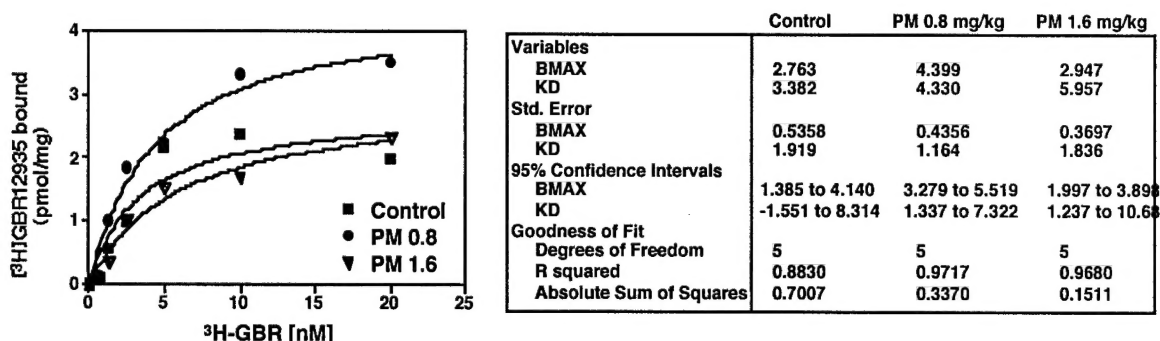 4
3
2
1
0
0 5 10 15 20 25
[³H]GBR12935 bound
(pmol/mg)
³H-GBR [nM]
Control
PM 0.8
PM 1.6
Control PM 0.8 mg/kg PM 1.6 mg/kg
Variables
BMAX 2.763 4.399 2.947
KD 3.382 4.330 5.957
Std. Error
BMAX 0.5358 0.4356 0.3697
KD 1.919 1.164 1.836
95% Confidence Intervals
BMAX 1.385 to 4.140 3.279 to 5.519 1.997 to 3.898
KD -1.551 to 8.314 1.337 to 7.322 1.237 to 10.68
Goodness of Fit
Degrees of Freedom 5 5 5
R squared 0.8830 0.9717 0.9680
Absolute Sum of Squares 0.7007 0.3370 0.1511